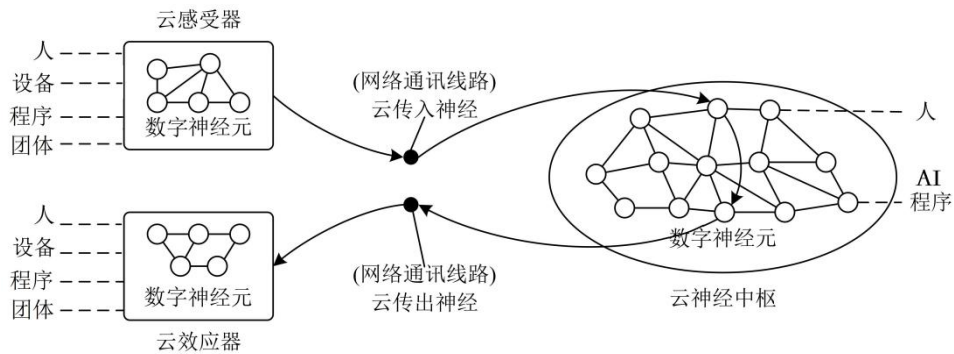 云感受器
人
设备
程序
团体
数字神经元
(网络通讯线路)
云传入神经
人
AI
程序
数字神经元
云神经中枢
人
设备
程序
团体
数字神经元
云效应器
(网络通讯线路)
云传出神经